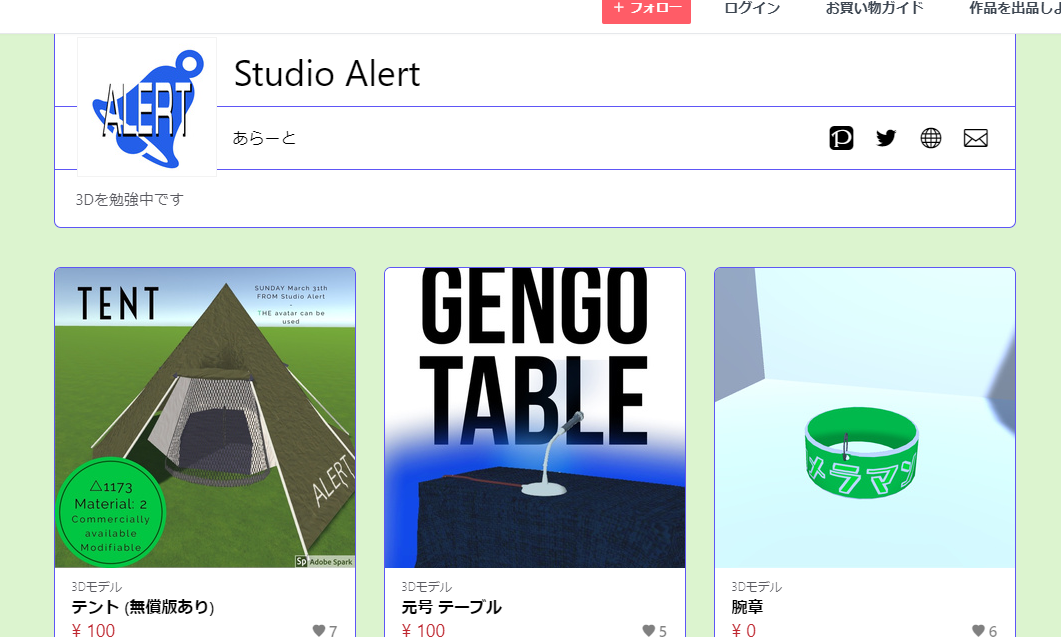 + フォロー
ログイン
お買い物ガイド
作品を出品しよ
ALERT
Studio Alert
あらーと
3Dを勉強中です
TENT
SUNDAY March 31th
FROM Studio Alert
-
THE avatar can be
used
ALERT
△1173
Material: 2
Commercially
available
Modifiable
Sp Adobe Spark
3Dモデル
テント (無償版あり)
¥ 100
7
GENGO
TABLE
3Dモデル
元号 テーブル
¥ 100
5
メラマン
3Dモデル
腕章
¥ 0
6